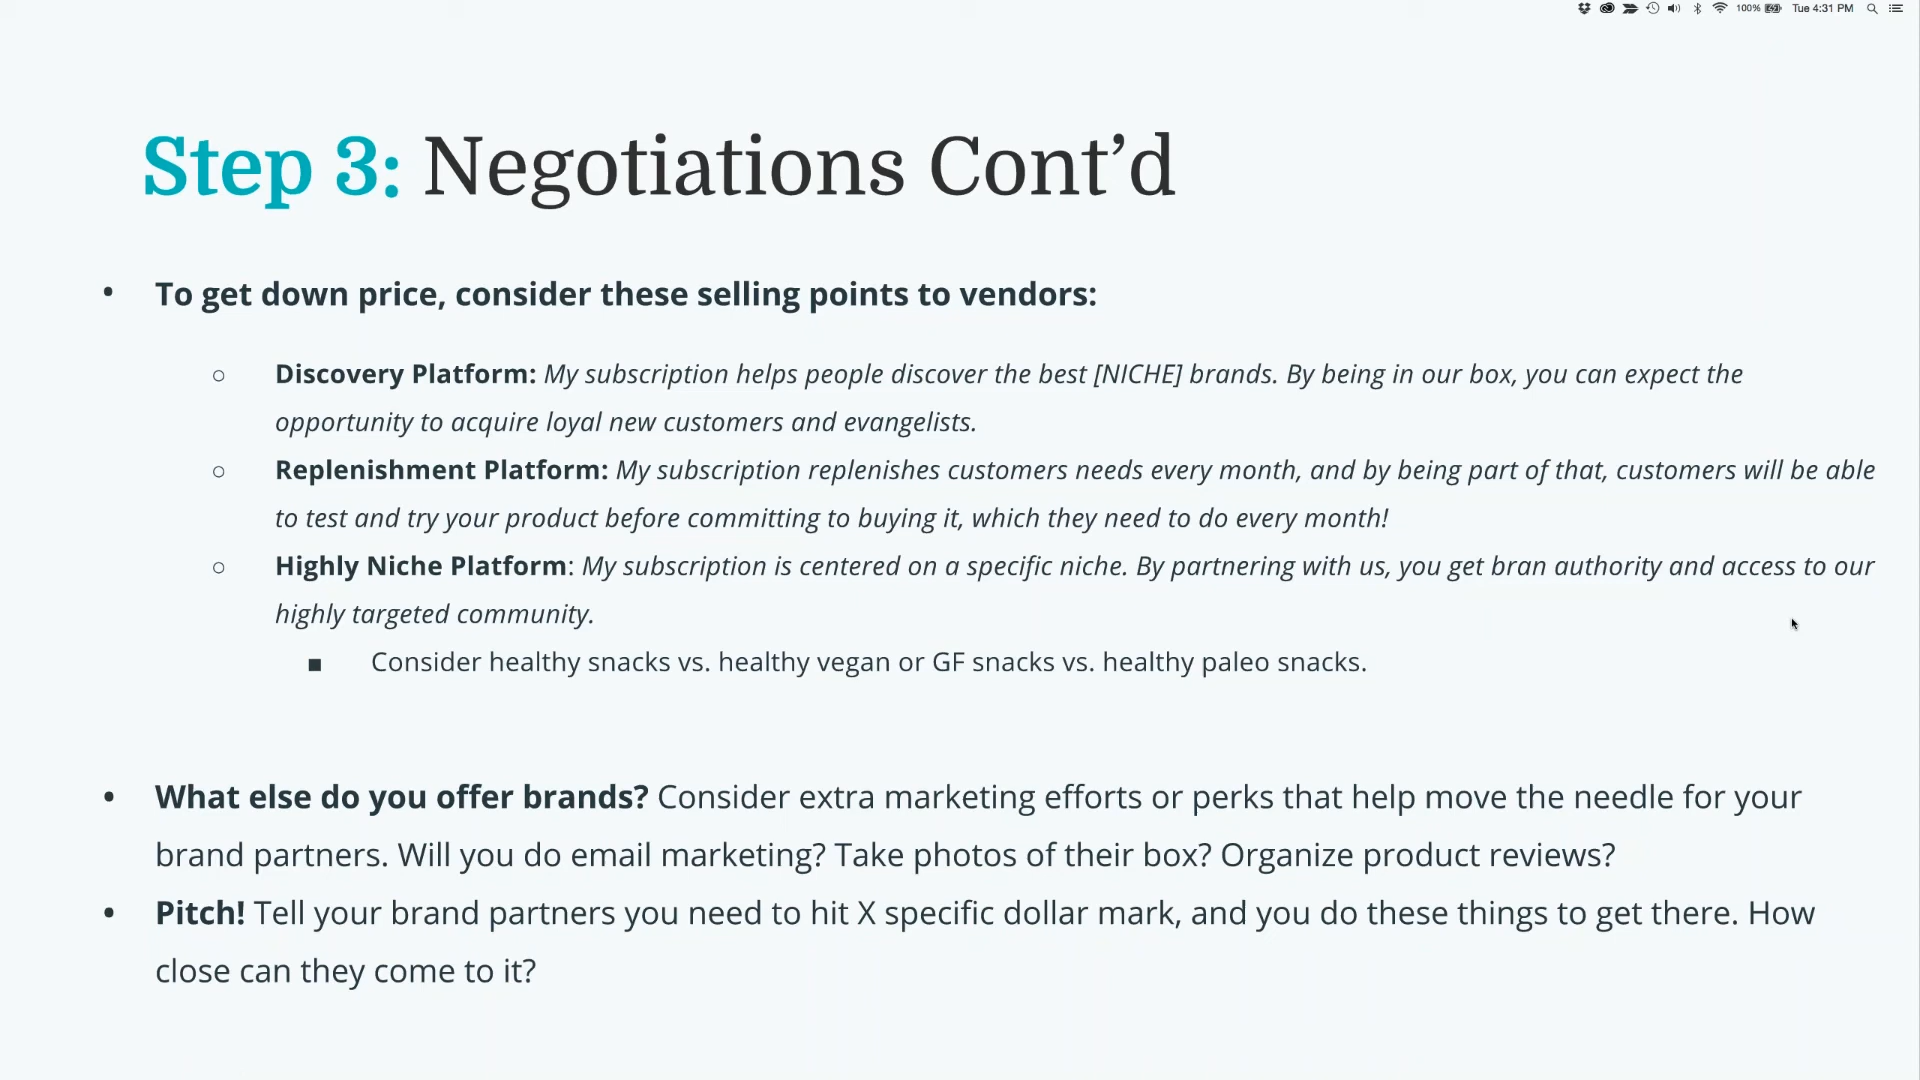 100% Tue 4:31 PM
Step 3: Negotiations Cont’d
• To get down price, consider these selling points to vendors:
○ Discovery Platform: My subscription helps people discover the best [NICHE] brands. By being in our box, you can expect the
opportunity to acquire loyal new customers and evangelists.
○ Replenishment Platform: My subscription replenishes customers needs every month, and by being part of that, customers will be able
to test and try your product before committing to buying it, which they need to do every month!
○ Highly Niche Platform: My subscription is centered on a specific niche. By partnering with us, you get bran authority and access to our
highly targeted community.
■ Consider healthy snacks vs. healthy vegan or GF snacks vs. healthy paleo snacks.
• What else do you offer brands? Consider extra marketing efforts or perks that help move the needle for your
brand partners. Will you do email marketing? Take photos of their box? Organize product reviews?
• Pitch! Tell your brand partners you need to hit X specific dollar mark, and you do these things to get there. How
close can they come to it?